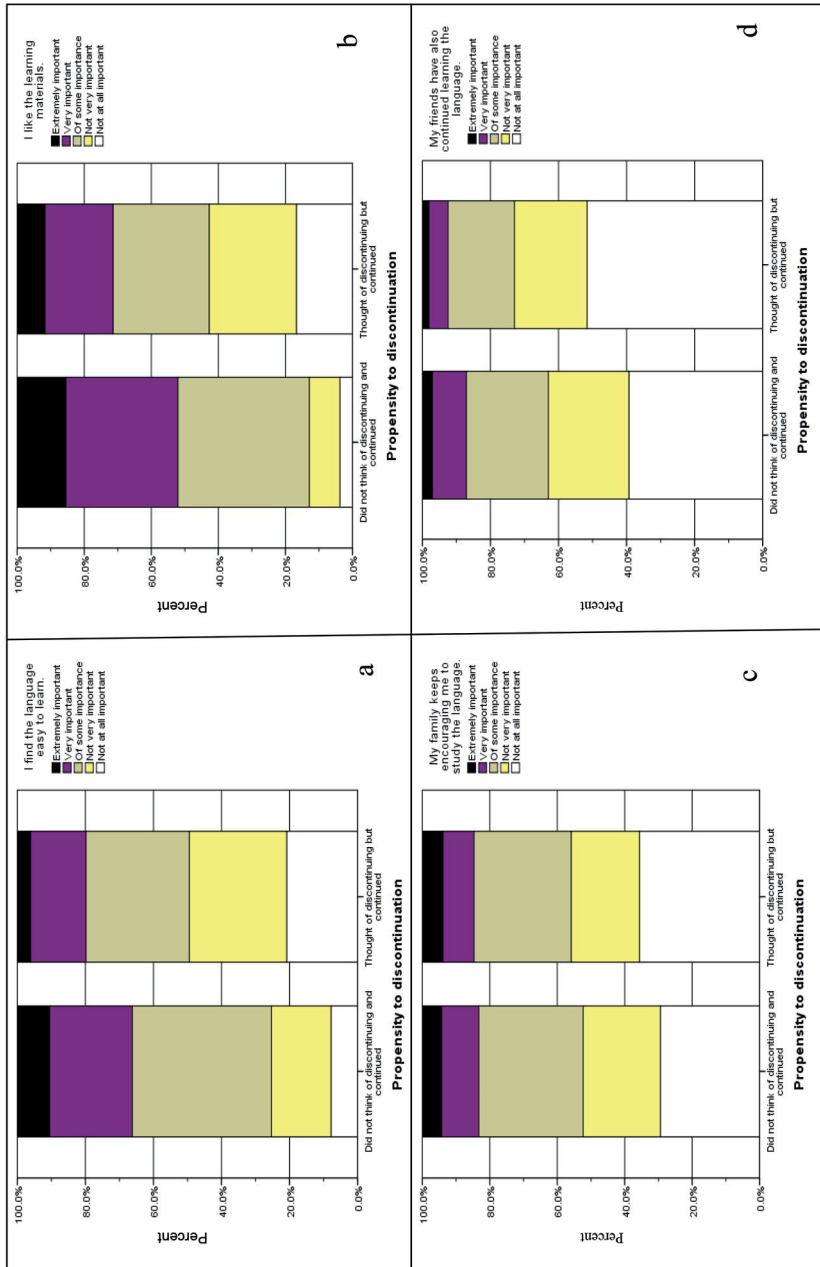 I find the language
easy to learn.
Extremely important
Very important
Of some importance
Not very important
Not at all important
a
100.0%
80.0%
60.0%
40.0%
20.0%
0.0%
Percent
Did not think of discontinuing and
continued
Thought of discontinuing but
continued
Propensity to discontinuation
I like the learning
materials.
Extremely important
Very important
Of some importance
Not very important
Not at all important
b
100.0%
80.0%
60.0%
40.0%
20.0%
0.0%
Percent
Did not think of discontinuing and
continued
Thought of discontinuing but
continued
Propensity to discontinuation
My family keeps
encouraging me to
study the language.
Extremely important
Very important
Of some importance
Not very important
Not at all important
c
100.0%
80.0%
60.0%
40.0%
20.0%
0.0%
Percent
Did not think of discontinuing and
continued
Thought of discontinuing but
continued
Propensity to discontinuation
My friends have also
continued learning the
language.
Extremely important
Very important
Of some importance
Not very important
Not at all important
d
100.0%
80.0%
60.0%
40.0%
20.0%
0.0%
Percent
Did not think of discontinuing and
continued
Thought of discontinuing but
continued
Propensity to discontinuation